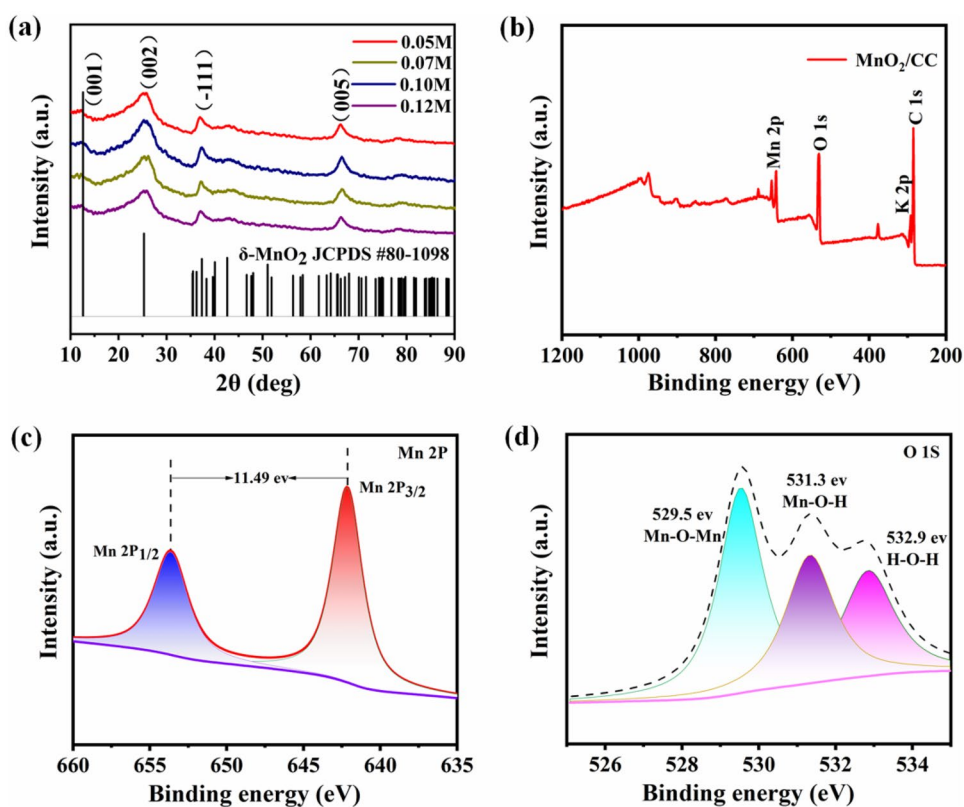 (a)
(001)
(002)
(-111)
(005)
0.05M
0.07M
0.10M
0.12M
δ-MnO2 JCPDS #80-1098
Intensity (a.u.)
10 20 30 40 50 60 70 80 90
2θ (deg)
(b)
MnO2/CC
Mn 2p
O 1s
K 2p
C 1s
Intensity (a.u.)
1200 1000 800 600 400 200
Binding energy (eV)
(c)
Mn 2P
11.49 ev
Mn 2P3/2
Mn 2P1/2
Intensity (a.u.)
660 655 650 645 640 635
Binding energy (eV)
(d)
O 1S
529.5 ev
Mn-O-Mn
531.3 ev
Mn-O-H
532.9 ev
H-O-H
Intensity (a.u.)
526 528 530 532 534
Binding energy (eV)